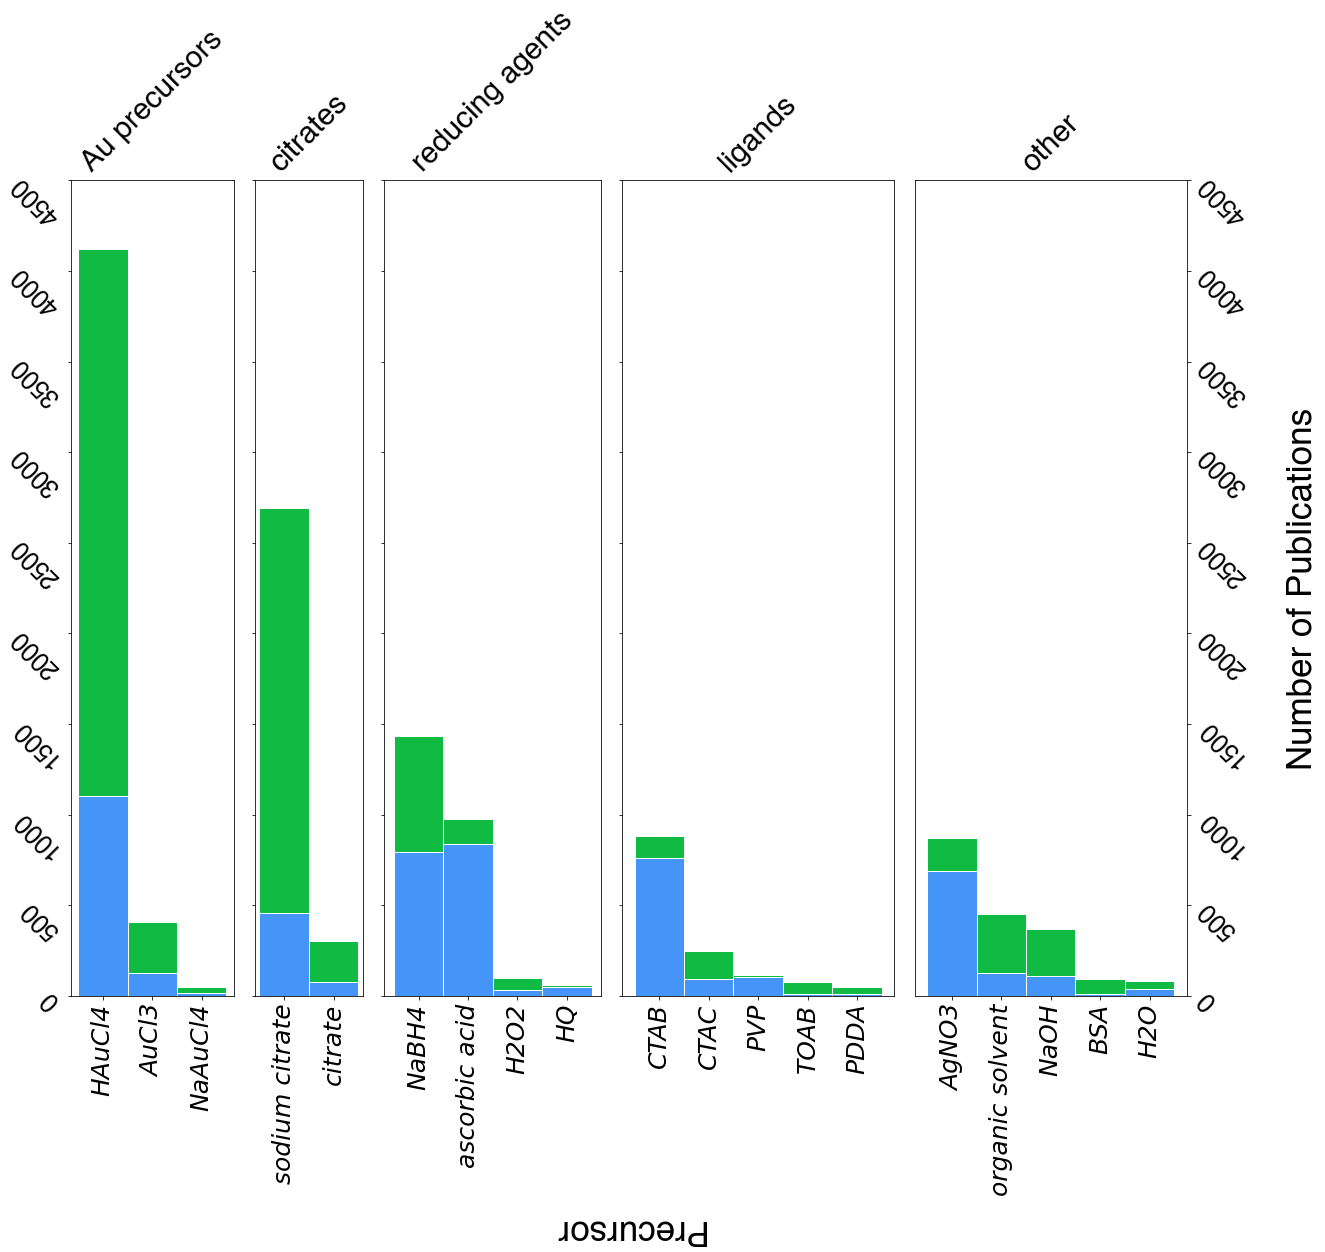 Au precursors
citrates
reducing agents
ligands
other
4500
4000
3500
3000
2500
2000
1500
1000
500
0
4500
4000
3500
3000
2500
2000
1500
1000
500
0
Number of Publications
HAuCl4
AuCl3
NaAuCl4
sodium citrate
citrate
NaBH4
ascorbic acid
H2O2
HQ
CTAB
CTAC
PVP
TOAB
PDDA
AgNO3
organic solvent
NaOH
BSA
H2O
Precursor